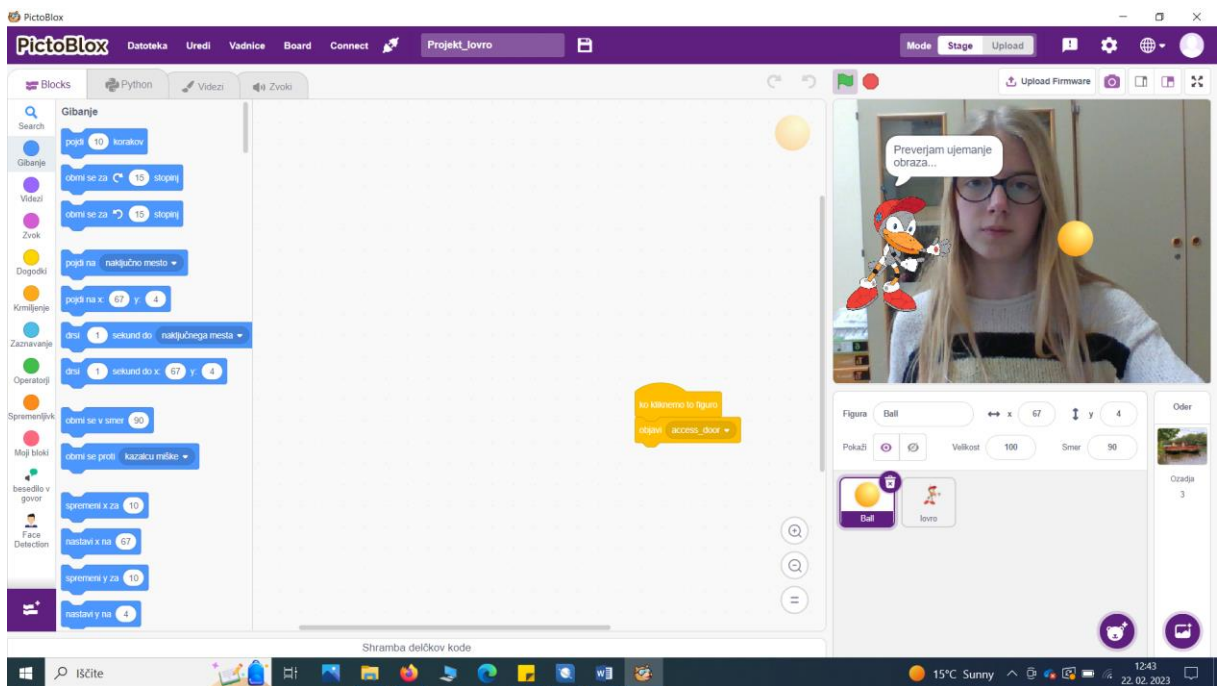 PictoBlox
PictoBlox Datoteka Uredi Vadnice Board Connect Projekt_lovro Mode Stage Upload
Blocks Python Videzi Zvoki Upload Firmware
Search
Gibanje
Videzi
Zvok
Dogodki
Krmiljenje
Zaznavanje
Operatorji
Spremenljivk
Moji bloki
besedilo v
govor
Face
Detection
Gibanje
pojdi 10 korakov
obrni se za 15 stopinj
obrni se za 15 stopinj
pojdi na naključno mesto
pojdi na x: 67 y: 4
drsi 1 sekund do naključnega mesta
drsi 1 sekund do x: 67 y: 4
obrni se v smer 90
obrni se proti kazalcu miške
spremeni x za 10
nastavi x na 67
spremeni y za 10
nastavi y na 4
ko kliknemo to figuro
objavi access_door
Shramba delčkov kode
Preverjam ujemanje
obraza...
Figura Ball x 67 y 4
Pokaži Velikost 100 Smer 90
Ball lovro
Oder
Ozadja
3
Iščite
15°C Sunny
12:43
22. 02. 2023